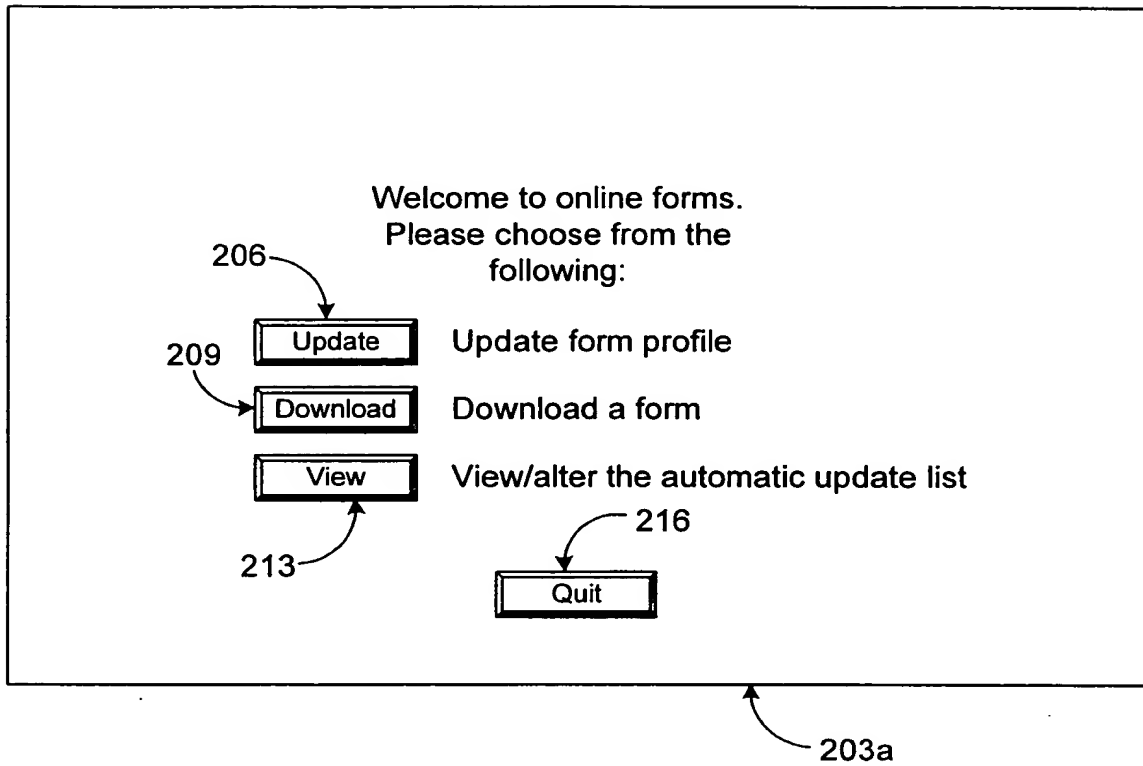 Welcome to online forms.
Please choose from the
following:
206
Update Update form profile
209
Download Download a form
View View/alter the automatic update list
216
213
Quit
203a